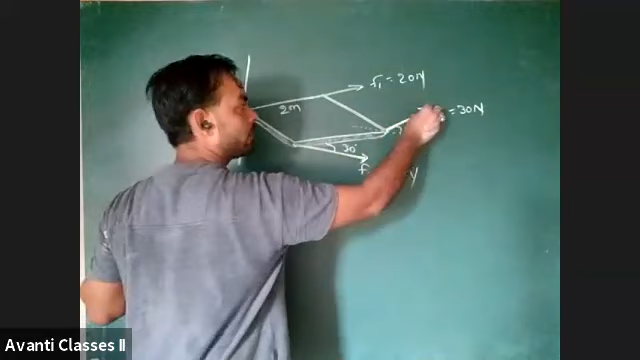 f₁ = 20N
2m
= 30N
30°
f
y
Avanti Classes II